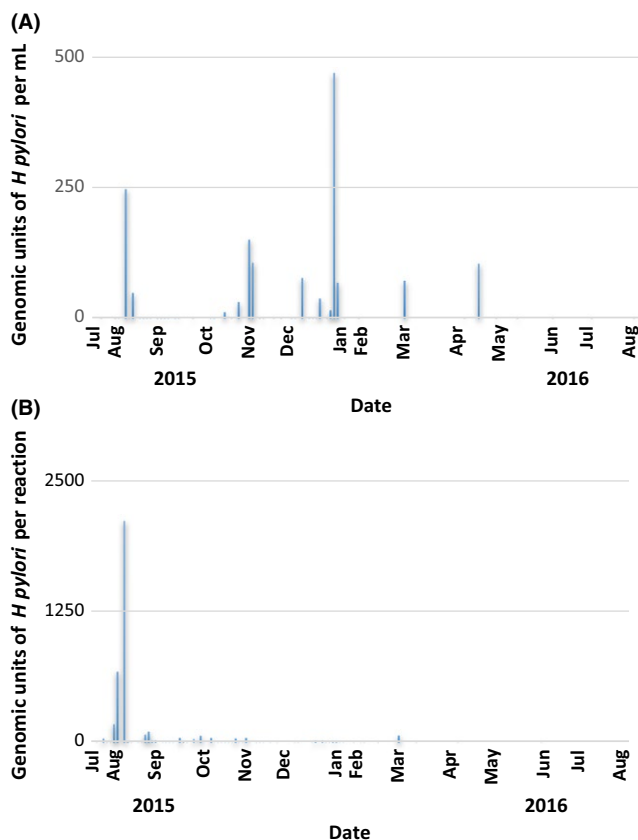 (A)
Genomic units of H pylori per mL
500
250
0
Jul Aug Sep Oct Nov Dec Jan Feb Mar Apr May Jun Jul Aug
2015 2016
Date
(B)
Genomic units of H pylori per reaction
2500
1250
0
Jul Aug Sep Oct Nov Dec Jan Feb Mar Apr May Jun Jul Aug
2015 2016
Date